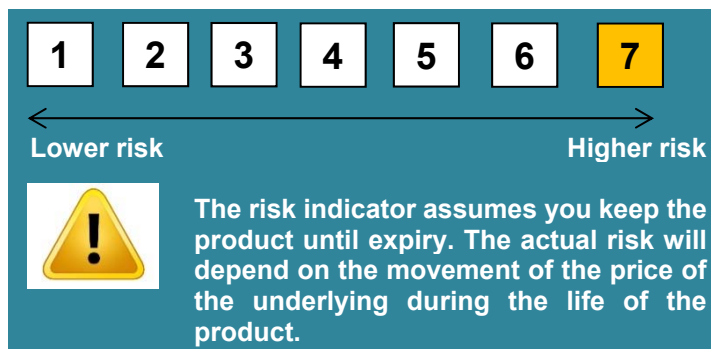 1 2 3 4 5 6 7
Lower risk Higher risk
The risk indicator assumes you keep the
product until expiry. The actual risk will
depend on the movement of the price of
the underlying during the life of the
product.